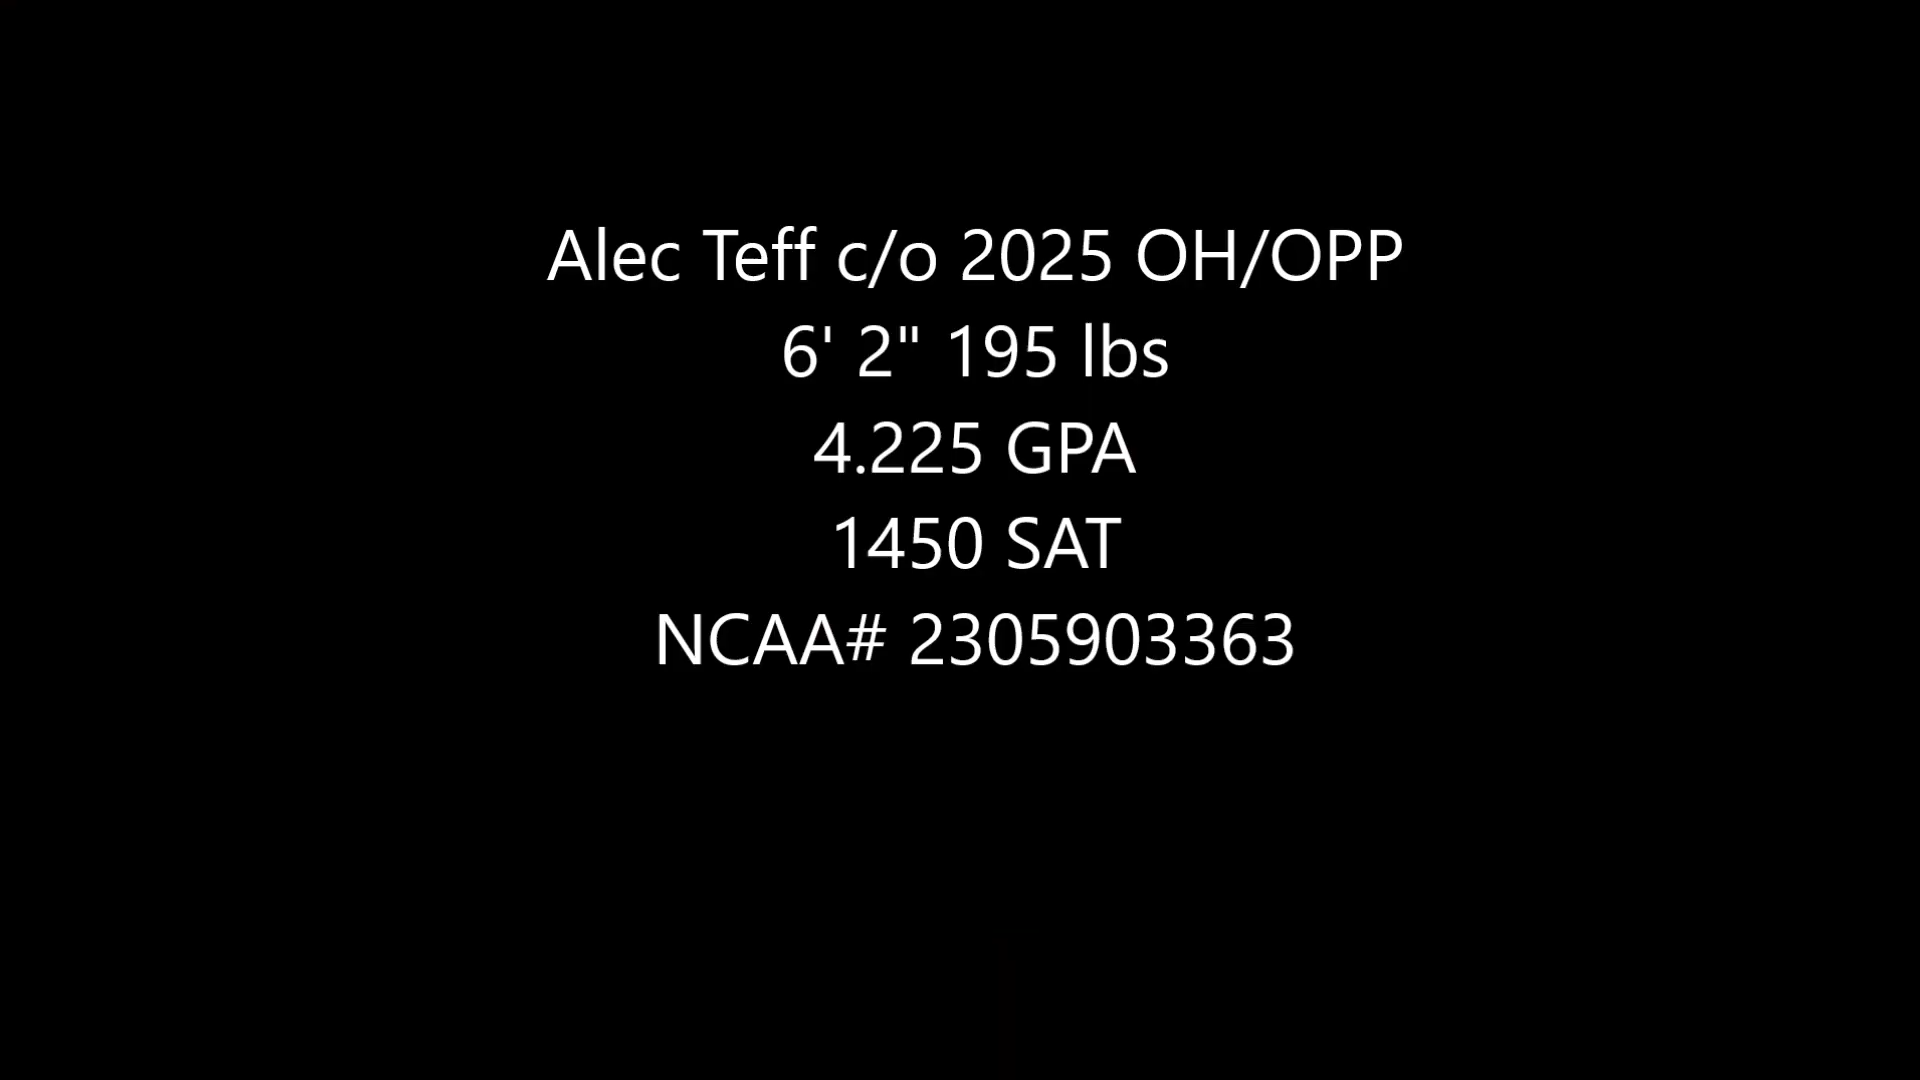 Alec Teff c/o 2025 OH/OPP
6' 2" 195 lbs
4.225 GPA
1450 SAT
NCAA# 2305903363